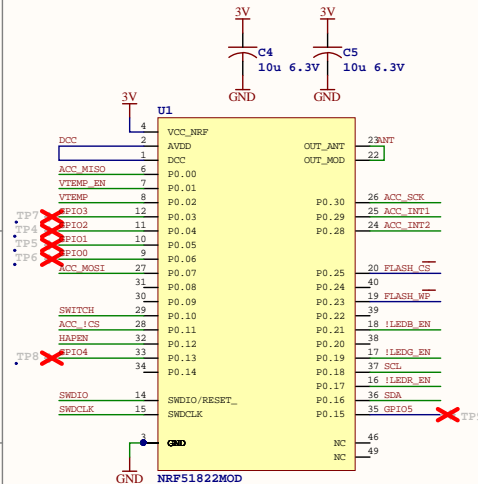 3V 3V
C4 C5
10u 6.3V 10u 6.3V
GND GND
3V
U1
4 VCC_NRF
DCC 2 AVDD OUT_ANT 23 ANT
1 DCC OUT_MOD 22
ACC_MISO 6 P0.00
VTEMP_EN 7 P0.01
VTEMP 8 P0.02 P0.30 26 ACC_SCK
TP7 GPIO3 12 P0.03 P0.29 25 ACC_INT1
TP4 GPIO2 11 P0.04 P0.28 24 ACC_INT2
TP5 GPIO1 10 P0.05
TP6 GPIO0 9 P0.06
ACC_MOSI 27 P0.07 P0.25 20 FLASH_CS
31 P0.08 P0.24 40
30 P0.09 P0.23 19 FLASH_WP
SWITCH 29 P0.10 P0.22 39
ACC_!CS 28 P0.11 P0.21 18 !LEDB_EN
HAPEN 32 P0.12 P0.20 38
TP8 GPIO4 33 P0.13 P0.19 17 !LEDG_EN
34 P0.14 P0.18 37 SCL
P0.17 16 !LEDR_EN
SWDIO 14 SWDIO/RESET_ P0.16 36 SDA
SWDCLK 15 SWDCLK P0.15 35 GPIO5
3 GND NC 46
NC 49
GND NRF51822MOD